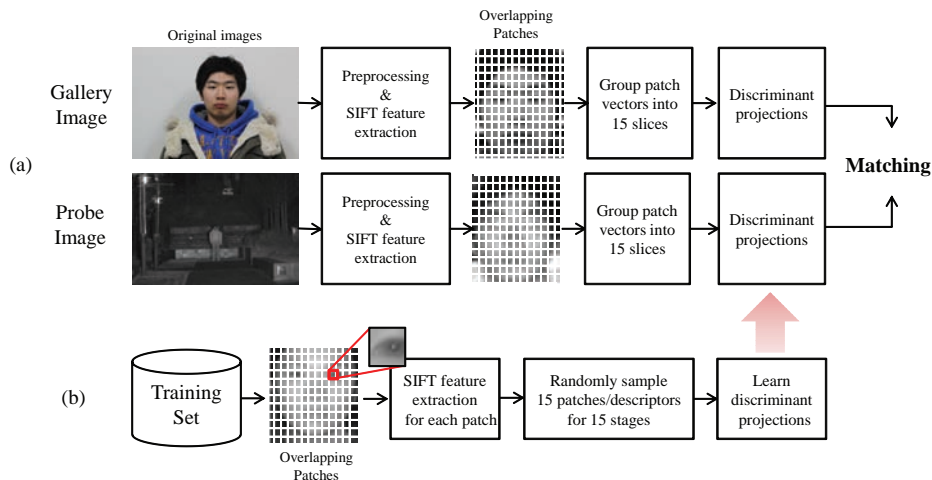 Original images
Overlapping
Patches
Gallery
Image
Preprocessing
&
SIFT feature
extraction
Group patch
vectors into
15 slices
Discriminant
projections
(a)
Matching
Probe
Image
Preprocessing
&
SIFT feature
extraction
Group patch
vectors into
15 slices
Discriminant
projections
(b)
Training
Set
Overlapping
Patches
SIFT feature
extraction
for each patch
Randomly sample
15 patches/descriptors
for 15 stages
Learn
discriminant
projections